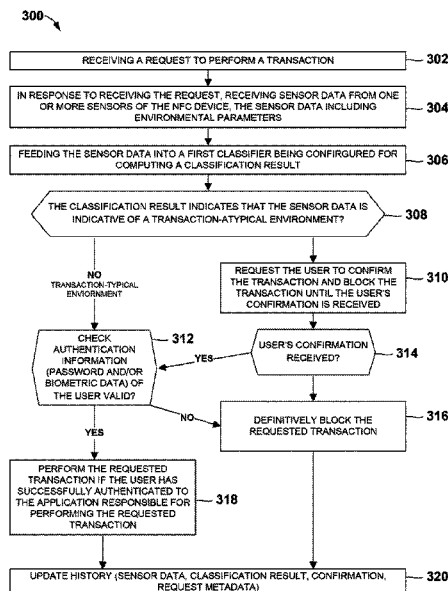 300
RECEIVING A REQUEST TO PERFORM A TRANSACTION
302
IN RESPONSE TO RECEIVING THE REQUEST, RECEIVING SENSOR DATA FROM ONE
OR MORE SENSORS OF THE NFC DEVICE, THE SENSOR DATA INCLUDING
ENVIRONMENTAL PARAMETERS
304
FEEDING THE SENSOR DATA INTO A FIRST CLASSIFIER BEING CONFIRGURED FOR
COMPUTING A CLASSIFICATION RESULT
306
THE CLASSIFICATION RESULT INDICATES THAT THE SENSOR DATA IS
INDICATIVE OF A TRANSACTION-ATYPICAL ENVIRONMENT?
308
NO
TRANSACTION-TYPICAL
ENVIORNMENT
REQUEST THE USER TO CONFIRM
THE TRANSACTION AND BLOCK THE
TRANSACTION UNTIL THE USER'S
CONFIRMATION IS RECEIVED
310
312
CHECK
AUTHENTICATION
INFORMATION
(PASSWORD AND/OR
BIOMETRIC DATA) OF
THE USER VALID?
YES
USER'S CONFIRMATION
RECEIVED?
314
NO
DEFINITIVELY BLOCK THE
REQUESTED TRANSACTION
316
YES
PERFORM THE REQUESTED
TRANSACTION IF THE USER HAS
SUCCESSFULLY AUTHENTICATED TO
THE APPLICATION RESPONSIBLE FOR
PERFORMING THE REQUESTED
TRANSACTION
318
UPDATE HISTORY (SENSOR DATA, CLASSIFICATION RESULT, CONFIRMATION,
REQUEST METADATA)
320